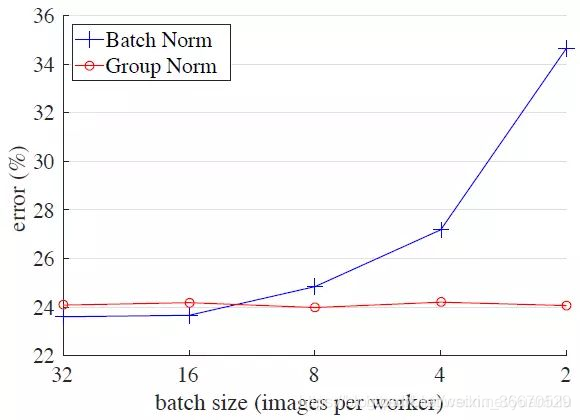 36
34
32
30
28
26
24
22
error (%)
Batch Norm
Group Norm
32 16 8 4 2
batch size (images per worker)